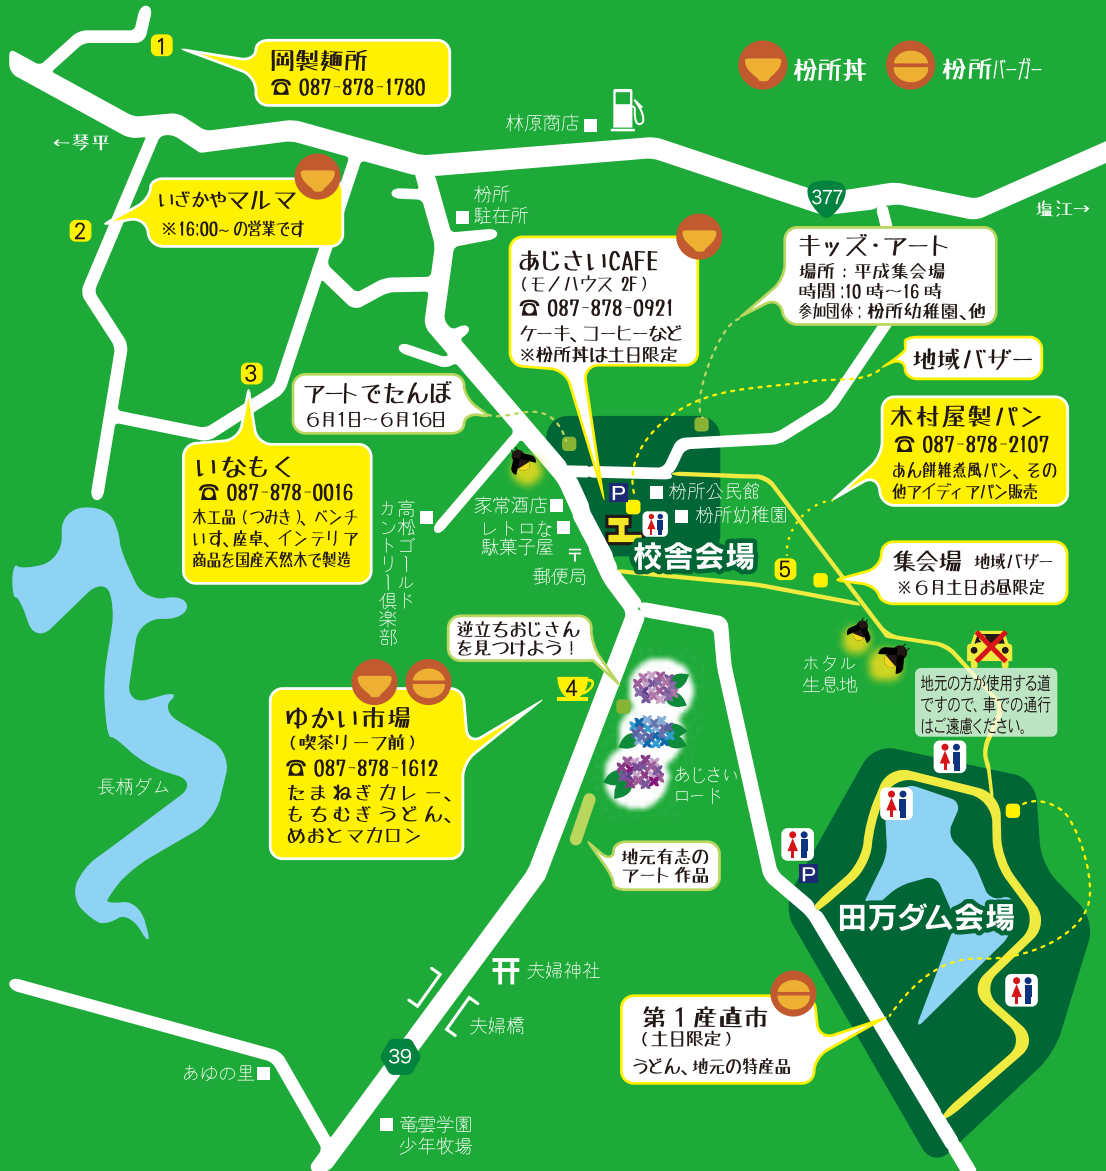 1
岡製麺所
☎ 087-878-1780
枌所丼
枌所バーガー
←琴平
林原商店
377
塩江→
いざかやマルマ
※16:00～の営業です
2
枌所
駐在所
あじさいCAFE
(モノハウス 2F)
☎ 087-878-0921
ケーキ、コーヒーなど
※枌所丼は土日限定
キッズ・アート
場所：平成集会場
時間:10時～16時
参加団体：枌所幼稚園、他
地域バザー
3
アートでたんぼ
6月1日～6月16日
木村屋製パン
☎ 087-878-2107
あん餅雑煮風パン、その
他アイディアパン販売
いなもく
☎ 087-878-0016
木工品(つみき)、ベンチ
いす、座卓、インテリア
商品を国産天然木で製造
高松ゴールド
カントリー倶楽部
家常酒店
レトロな
駄菓子屋
〒
郵便局
P
枌所公民館
枌所幼稚園
校舎会場
5
集会場 地域バザー
※6月土日お昼限定
逆立ちおじさん
を見つけよう！
ホタル
生息地
地元の方が使用する道
ですので、車での通行
はご遠慮ください。
4
ゆかい市場
(喫茶リーフ前)
☎ 087-878-1612
たまねぎカレー、
もちむぎうどん、
めおとマカロン
あじさい
ロード
長柄ダム
地元有志の
アート作品
P
田万ダム会場
夫婦神社
夫婦橋
第1産直市
(土日限定)
うどん、地元の特産品
39
あゆの里
竜雲学園
少年牧場